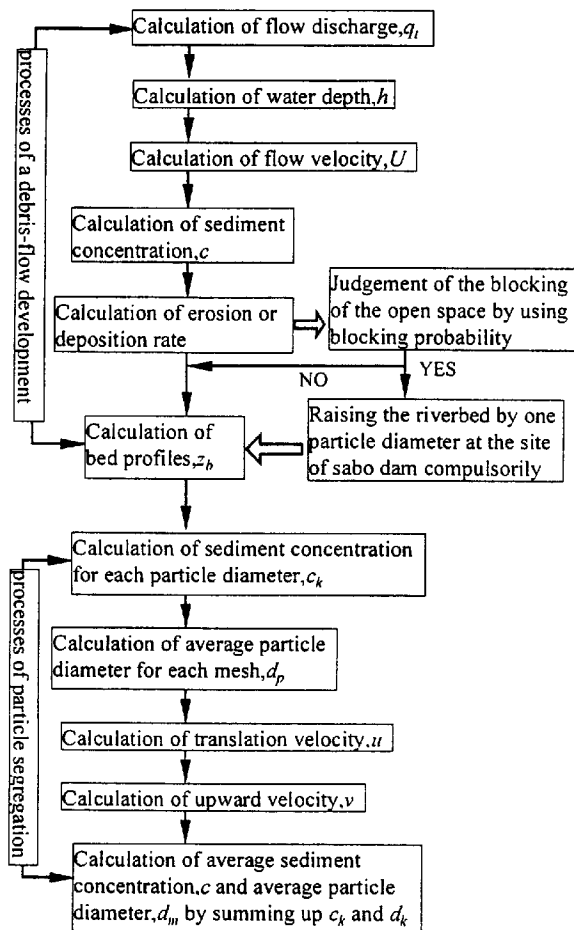 Calculation of flow discharge,q_t
Calculation of water depth,h
Calculation of flow velocity,U
Calculation of sediment
concentration,c
Calculation of erosion or
deposition rate
Judgement of the blocking
of the open space by using
blocking probability
NO
YES
Raising the riverbed by one
particle diameter at the site
of sabo dam compulsorily
Calculation of
bed profiles,z_b
processes of a debris-flow development
Calculation of sediment concentration
for each particle diameter,c_k
Calculation of average particle
diameter for each mesh,d_p
Calculation of translation velocity,u
Calculation of upward velocity,v
Calculation of average sediment
concentration,c and average particle
diameter,d_m by summing up c_k and d_k
processes of particle segregation